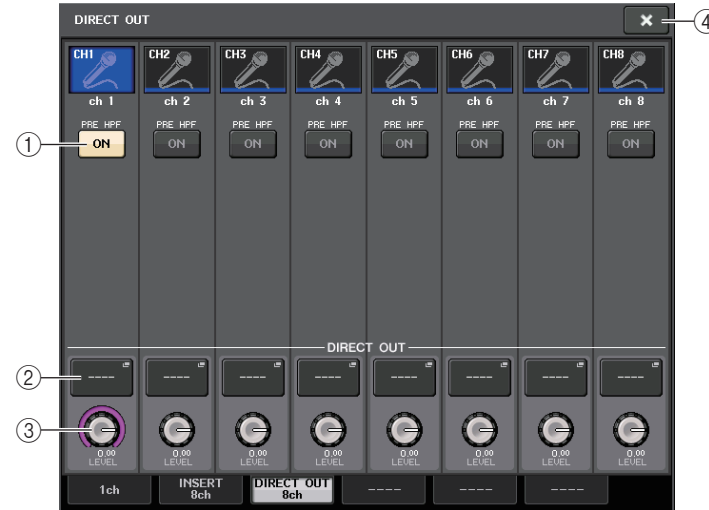 DIRECT OUT
④
CH1 CH2 CH3 CH4 CH5 CH6 CH7 CH8
ch 1 ch 2 ch 3 ch 4 ch 5 ch 6 ch 7 ch 8
PRE HPF PRE HPF PRE HPF PRE HPF PRE HPF PRE HPF PRE HPF PRE HPF
① ON ON ON ON ON ON ON ON
DIRECT OUT
② ---- ---- ---- ---- ---- ---- ---- ----
③
0.00 0.00 0.00 0.00 0.00 0.00 0.00 0.00
LEVEL LEVEL LEVEL LEVEL LEVEL LEVEL LEVEL LEVEL
1ch INSERT 8ch DIRECT OUT 8ch ---- ---- ----